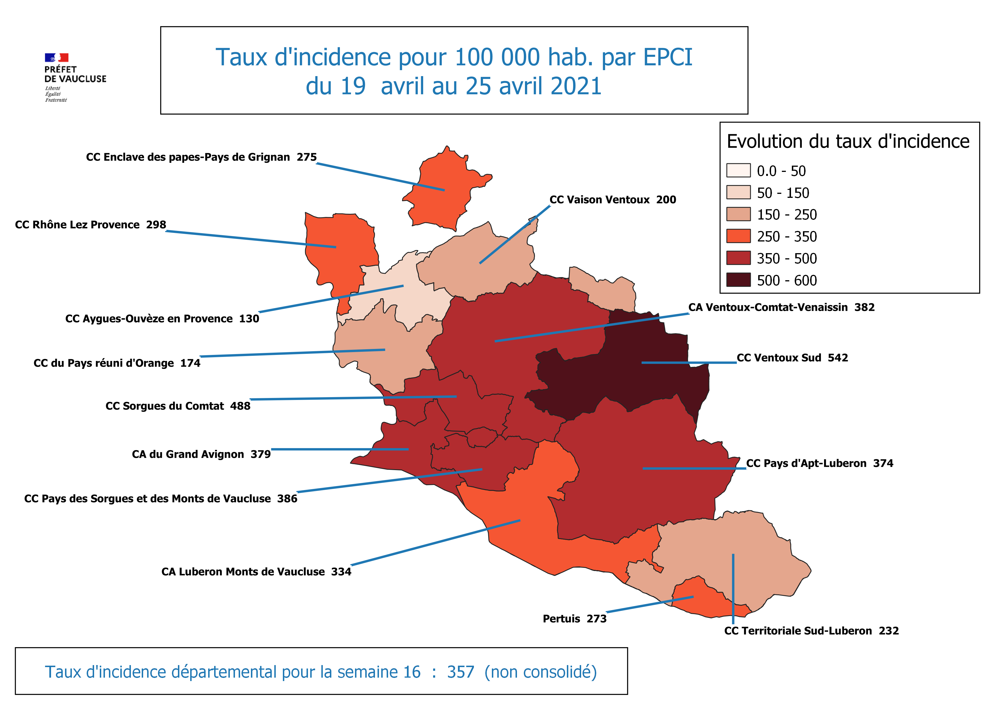 Taux d'incidence pour 100 000 hab. par EPCI
du 19  avril au 25 avril 2021
PRÉFET
DE VAUCLUSE
Liberté
Égalité
Fraternité
Evolution du taux d'incidence
0.0 - 50
50 - 150
150 - 250
250 - 350
350 - 500
500 - 600
CC Enclave des papes-Pays de Grignan  275
CC Vaison Ventoux  200
CC Rhône Lez Provence  298
CA Ventoux-Comtat-Venaissin  382
CC Aygues-Ouvèze en Provence  130
CC Ventoux Sud  542
CC du Pays réuni d'Orange  174
CC Sorgues du Comtat  488
CA du Grand Avignon  379
CC Pays d'Apt-Luberon  374
CC Pays des Sorgues et des Monts de Vaucluse  386
CA Luberon Monts de Vaucluse  334
Pertuis  273
CC Territoriale Sud-Luberon  232
Taux d'incidence départemental pour la semaine 16  :  357  (non consolidé)